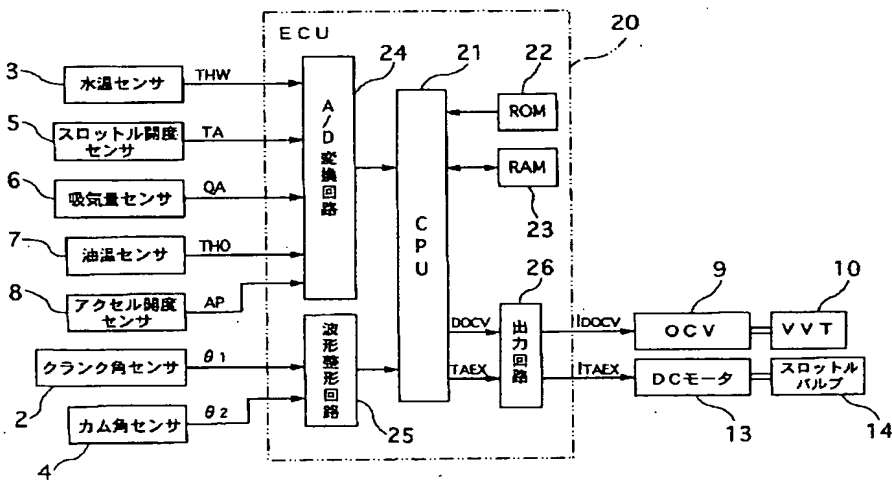 ECU
20
3
水温センサ
THW
24
21
22
5
スロットル開度
センサ
TA
A/D変換回路
ROM
6
吸気量センサ
QA
CPU
RAM
23
7
油温センサ
THO
26
9
10
8
アクセル開度
センサ
AP
DOCV
出力回路
IDOCV
OCV
VVT
クランク角センサ
θ1
波形整形回路
TAEX
ITAEX
DCモータ
スロットル
バルブ
2
カム角センサ
θ2
25
13
14
4